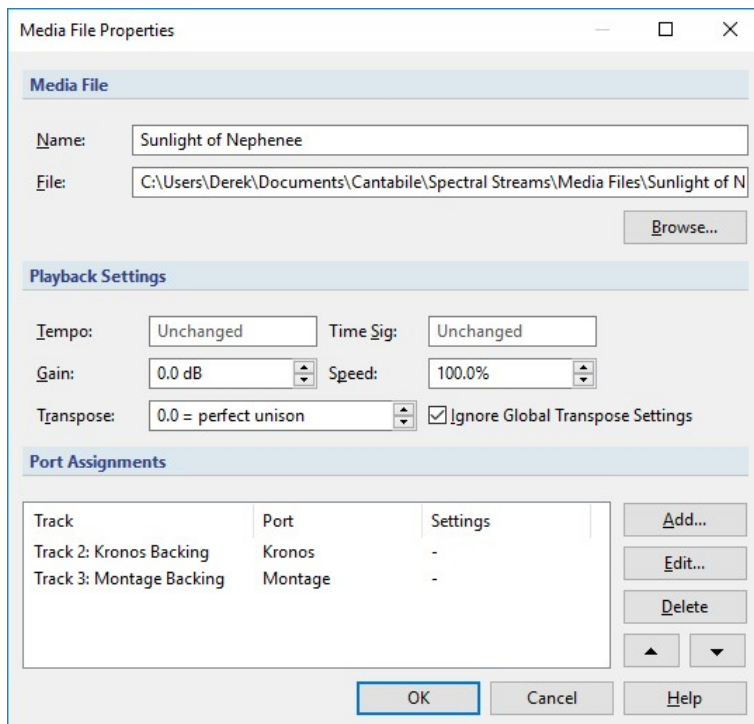 Media File Properties
Media File
Name: Sunlight of Nephenee
File: C:\Users\Derek\Documents\Cantabile\Spectral Streams\Media Files\Sunlight of N
Browse...
Playback Settings
Tempo: Unchanged Time Sig: Unchanged
Gain: 0.0 dB Speed: 100.0%
Transpose: 0.0 = perfect unison Ignore Global Transpose Settings
Port Assignments
Track Port Settings Add...
Track 2: Kronos Backing Kronos -
Track 3: Montage Backing Montage -
Edit...
Delete
OK Cancel Help